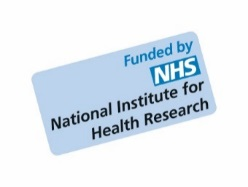 Funded by
NHS
National Institute for
Health Research